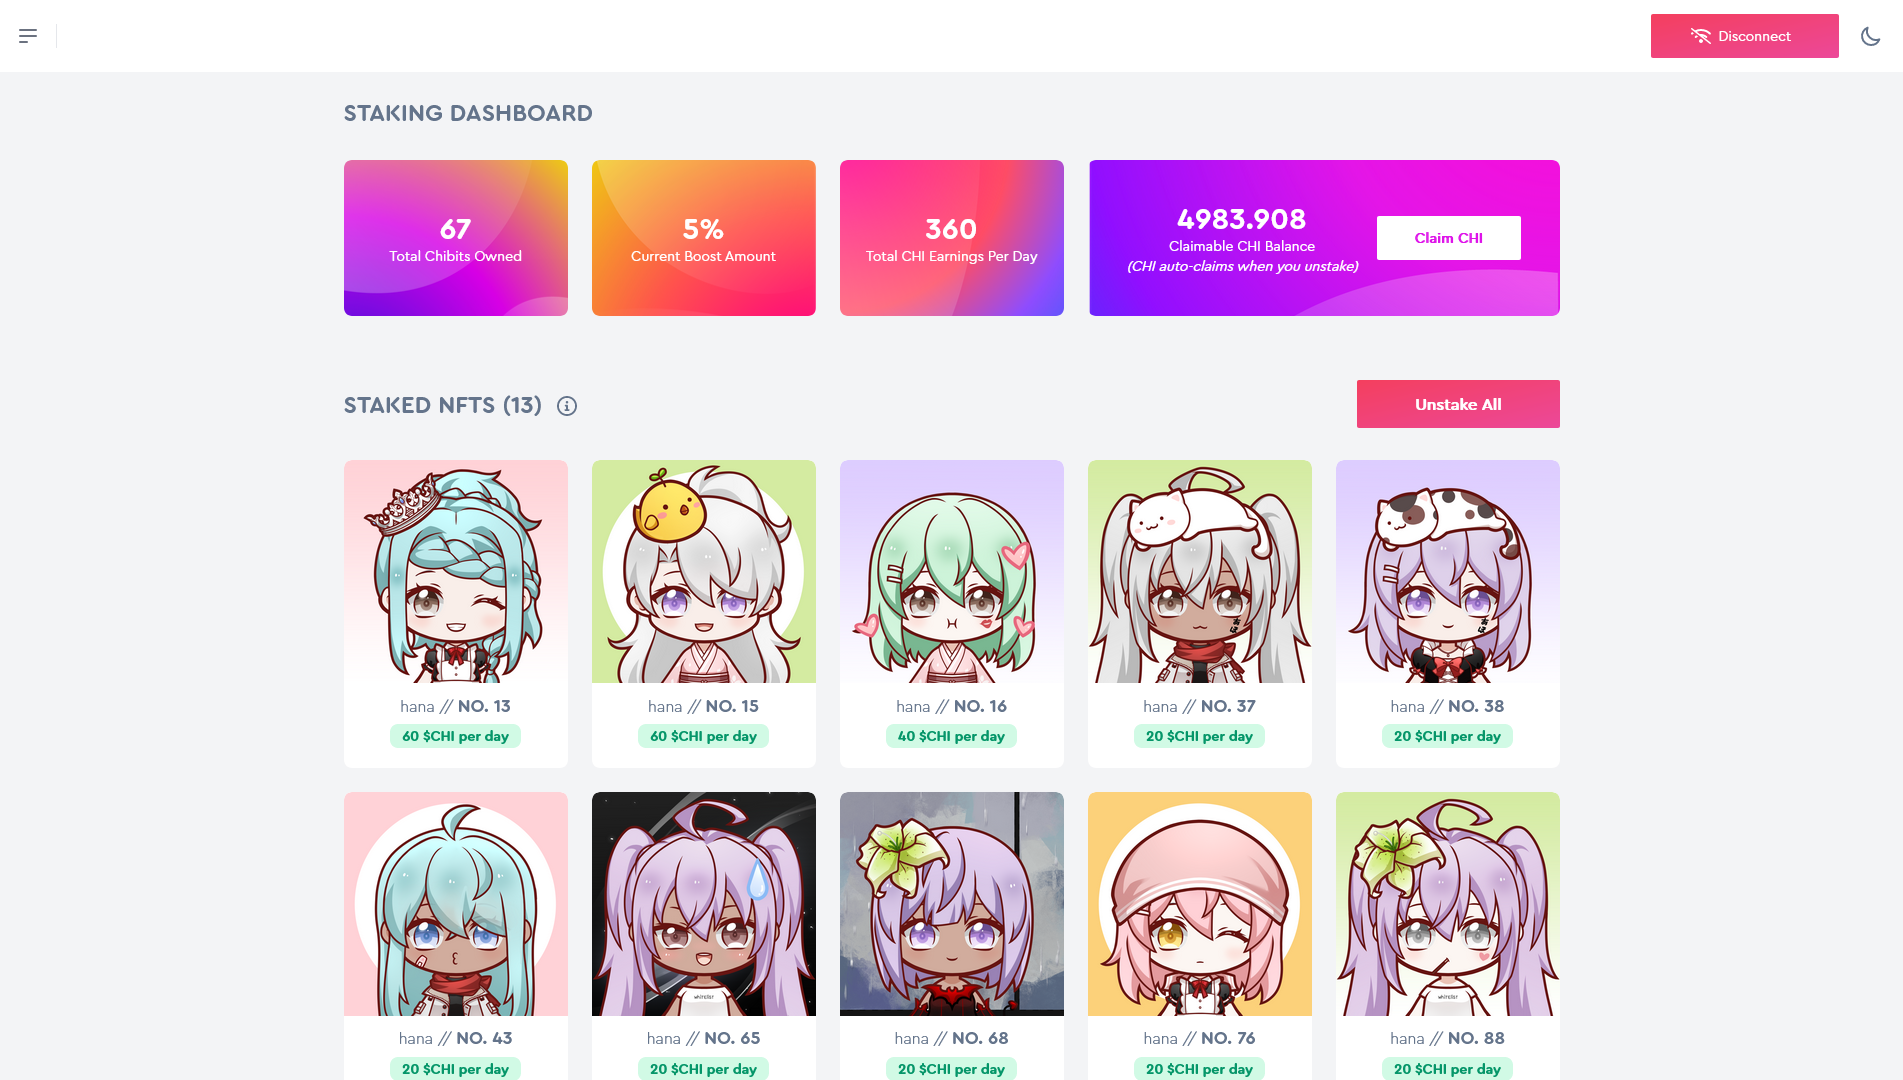 Disconnect
STAKING DASHBOARD
67
Total Chibits Owned
5%
Current Boost Amount
360
Total CHI Earnings Per Day
4983.908
Claimable CHI Balance
(CHI auto-claims when you unstake)
Claim CHI
STAKED NFTS (13)
Unstake All
hana // NO. 13
60 $CHI per day
hana // NO. 15
60 $CHI per day
hana // NO. 16
40 $CHI per day
hana // NO. 37
20 $CHI per day
hana // NO. 38
20 $CHI per day
whitelist
whitelist
hana // NO. 43
20 $CHI per day
hana // NO. 65
20 $CHI per day
hana // NO. 68
20 $CHI per day
hana // NO. 76
20 $CHI per day
hana // NO. 88
20 $CHI per day